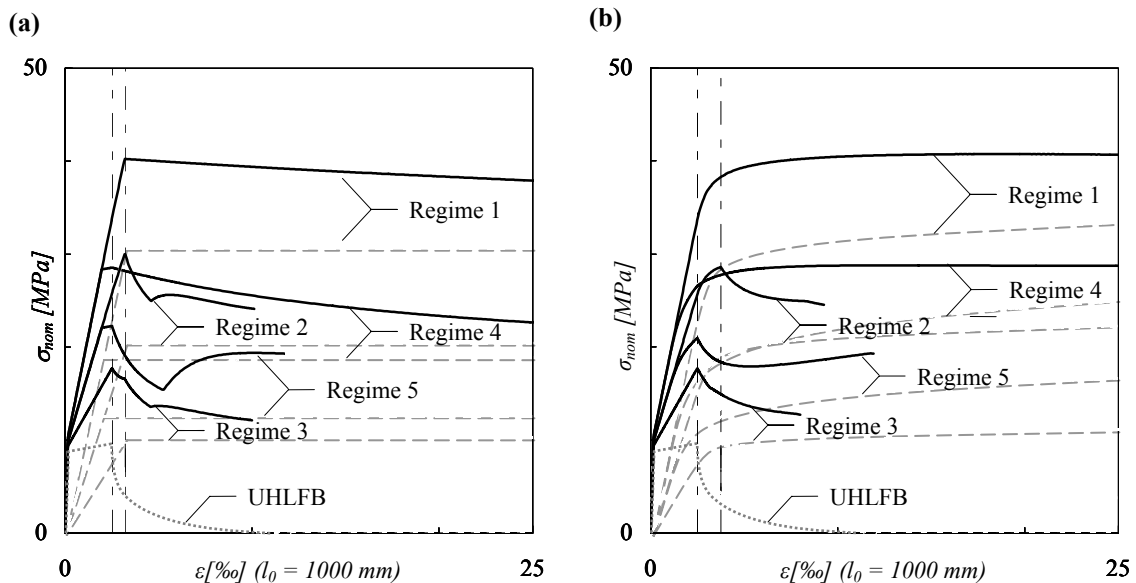 (a)
50
σnom [MPa]
Regime 1
Regime 2
Regime 4
Regime 5
Regime 3
UHLFB
0
0
ε[‰] (l0 = 1000 mm)
25
(b)
50
σnom [MPa]
Regime 1
Regime 4
Regime 2
Regime 5
Regime 3
UHLFB
0
0
ε[‰] (l0 = 1000 mm)
25